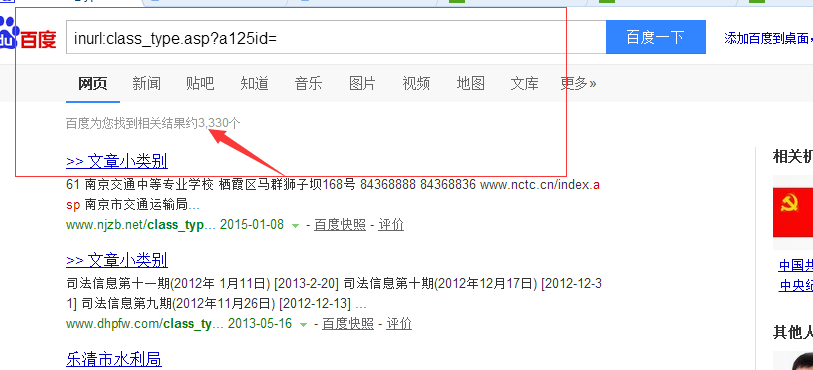 du 百度
inurl:class_type.asp?a125id=
百度一下
添加百度到桌面
网页 新闻 贴吧 知道 音乐 图片 视频 地图 文库 更多»
百度为您找到相关结果约3,330个
>> 文章小类别
61 南京交通中等专业学校 栖霞区马群狮子坝168号 84368888 84368836 www.nctc.cn/index.a
sp 南京市交通运输局...
www.njzb.net/class_typ... 2015-01-08 - 百度快照 - 评价
>> 文章小类别
司法信息第十一期(2012年 1月11日) [2013-2-20] 司法信息第十期(2012年12月17日) [2012-12-3
1] 司法信息第九期(2012年11月26日) [2012-12-13] ...
www.dhpfw.com/class_ty... 2013-05-16 - 百度快照 - 评价
乐清市水利局
相关机
中国共
中央纪
其他人